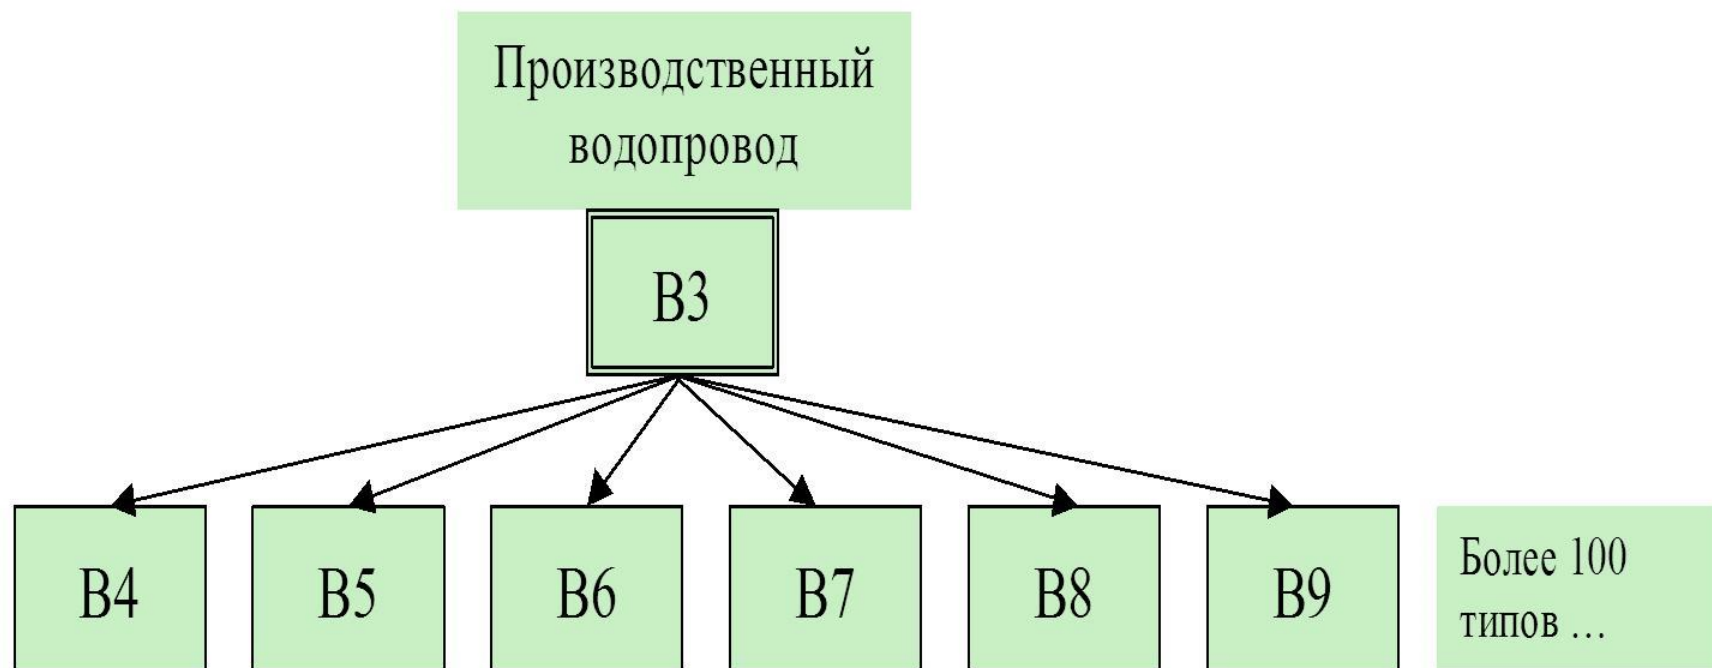 Производственный
водопровод
В3
В4
В5
В6
В7
В8
В9
Более 100
типов ...